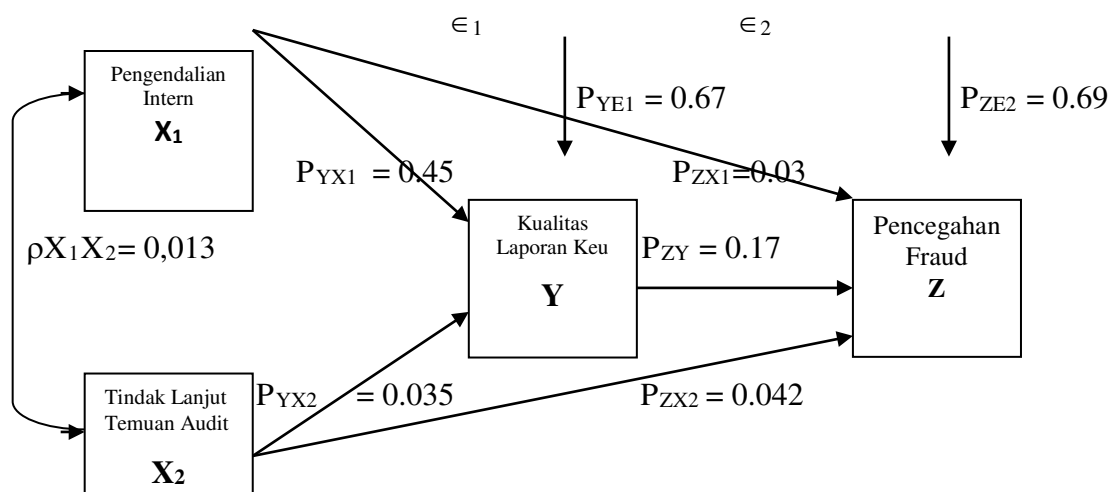 ∈1 ∈2
Pengendalian
Intern
X1
PYE1 = 0.67
PZE2 = 0.69
PYX1 = 0.45
PZX1=0.03
ρX1X2= 0,013
Kualitas
Laporan Keu
Y
PZY = 0.17
Pencegahan
Fraud
Z
Tindak Lanjut
Temuan Audit
X2
PYX2 = 0.035
PZX2 = 0.042